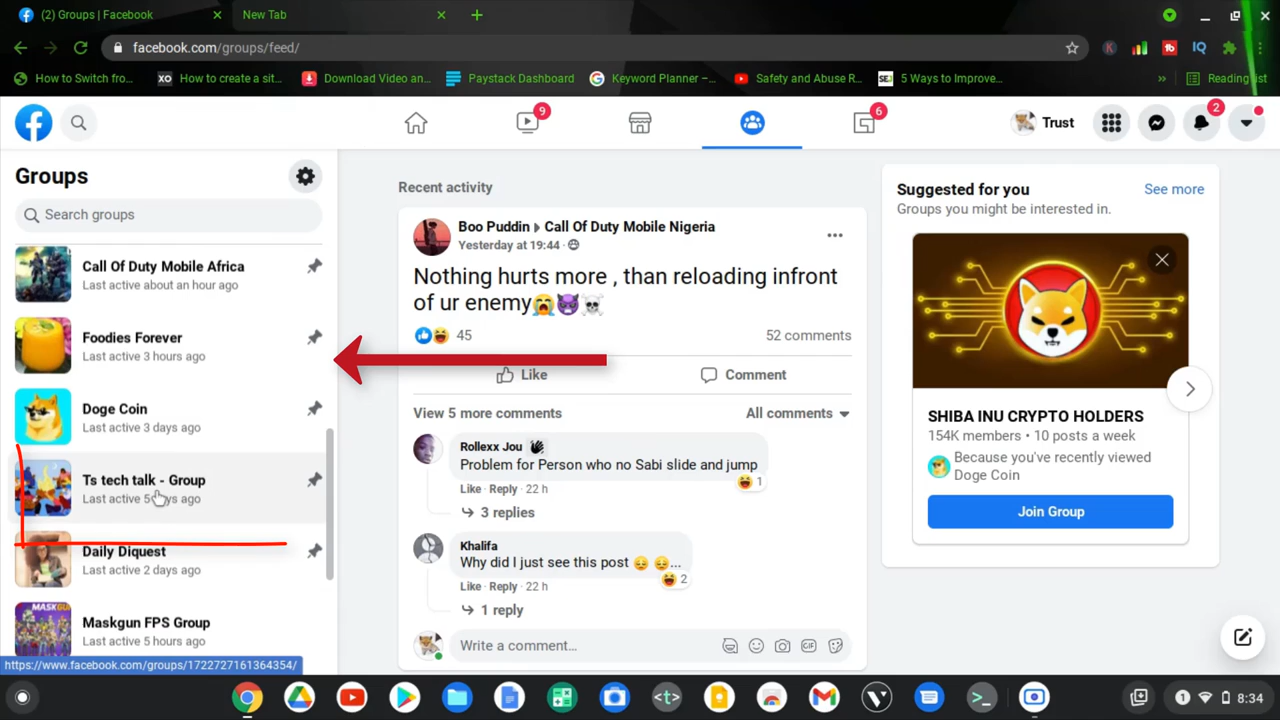 (2) Groups | Facebook
New Tab
facebook.com/groups/feed/
K
IQ
How to Switch fro...
XO How to create a sit...
Download Video an...
Paystack Dashboard
G Keyword Planner –...
Safety and Abuse R...
SEJ 5 Ways to Improve...
»
Reading list
9
6
Trust
2
Groups
Search groups
Call Of Duty Mobile Africa
Last active about an hour ago
Foodies Forever
Last active 3 hours ago
Doge Coin
Last active 3 days ago
Ts tech talk - Group
Daily Diquest
Last active 2 days ago
MASKGUN
Maskgun FPS Group
Last active 5 hours ago
https://www.facebook.com/groups/1722727161364354/
Recent activity
Boo Puddin ▸ Call Of Duty Mobile Nigeria
Yesterday at 19:44 ·
Nothing hurts more , than reloading infront
of ur enemy😭👿☠️
45
52 comments
Like
Comment
View 5 more comments
All comments
Rollexx Jou
Problem for Person who no Sabi slide and jump
1
Like · Reply · 22 h
3 replies
Khalifa
Why did I just see this post 😔 😔...
2
Like · Reply · 22 h
1 reply
Write a comment...
GIF
Suggested for you
See more
Groups you might be interested in.
SHIBA INU CRYPTO HOLDERS
154K members • 10 posts a week
Because you've recently viewed
Doge Coin
Join Group
<t>
>_
1
8:34